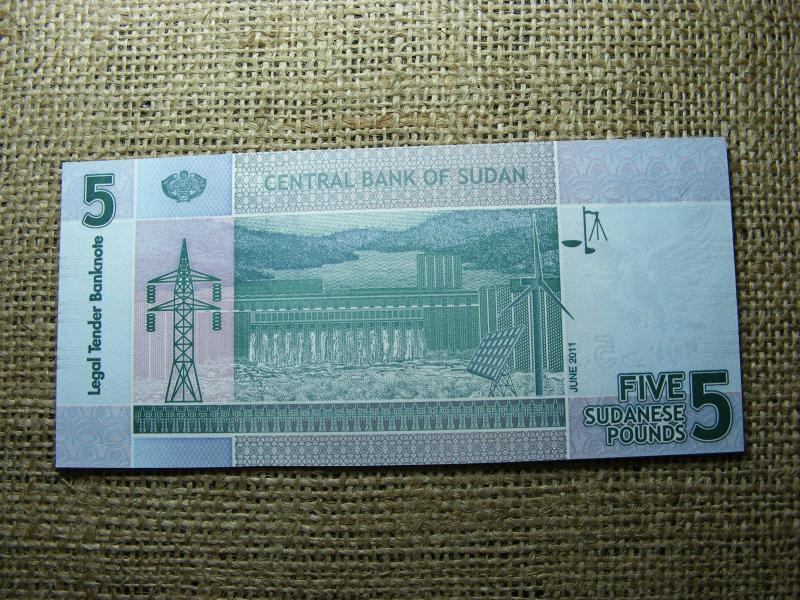 5
Legal Tender Banknote
CENTRAL BANK OF SUDAN
JUNE 2011
FIVE
SUDANESE
POUNDS
5